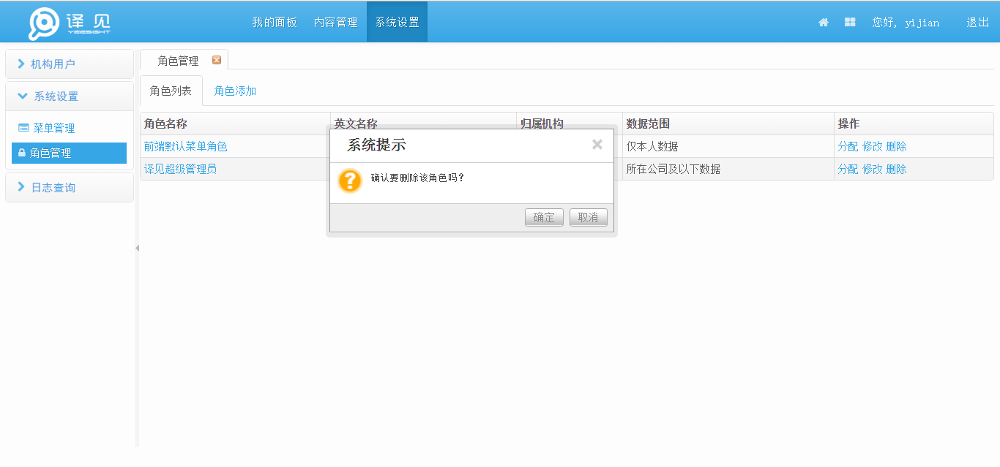 译见 YEESIGHT 我的面板 内容管理 系统设置 您好, yijian 退出
机构用户
系统设置
菜单管理
角色管理
日志查询
角色管理
角色列表 角色添加
角色名称 英文名称 归属机构 数据范围 操作
前端默认菜单角色 仅本人数据 分配 修改 删除
译见超级管理员 所在公司及以下数据 分配 修改 删除
系统提示
确认要删除该角色吗?
确定 取消